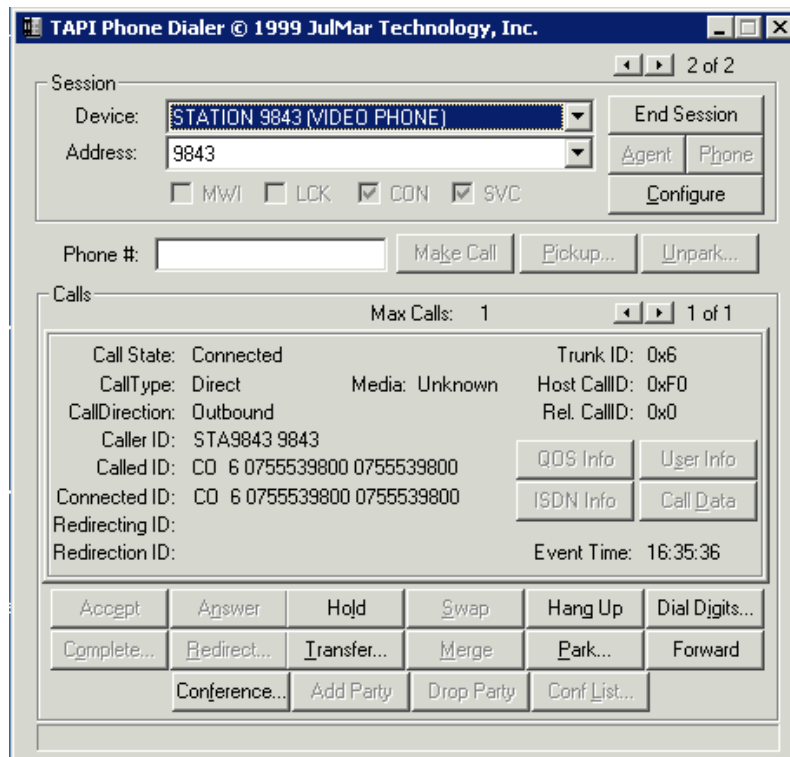 TAPI Phone Dialer © 1999 JulMar Technology, Inc.
2 of 2
Session
Device: STATION 9843 (VIDEO PHONE) End Session
Address: 9843 Agent Phone
MWI LCK CON SVC Configure
Phone #: Make Call Pickup... Unpark...
Calls
Max Calls: 1 1 of 1
Call State: Connected Trunk ID: 0x6
CallType: Direct Media: Unknown Host CallID: 0xF0
CallDirection: Outbound Rel. CallID: 0x0
Caller ID: STA9843 9843
Called ID: CO 6 0755539800 0755539800 QOS Info User Info
Connected ID: CO 6 0755539800 0755539800 ISDN Info Call Data
Redirecting ID:
Redirection ID: Event Time: 16:35:36
Accept Answer Hold Swap Hang Up Dial Digits...
Complete... Redirect... Transfer... Merge Park... Forward
Conference... Add Party Drop Party Conf List...